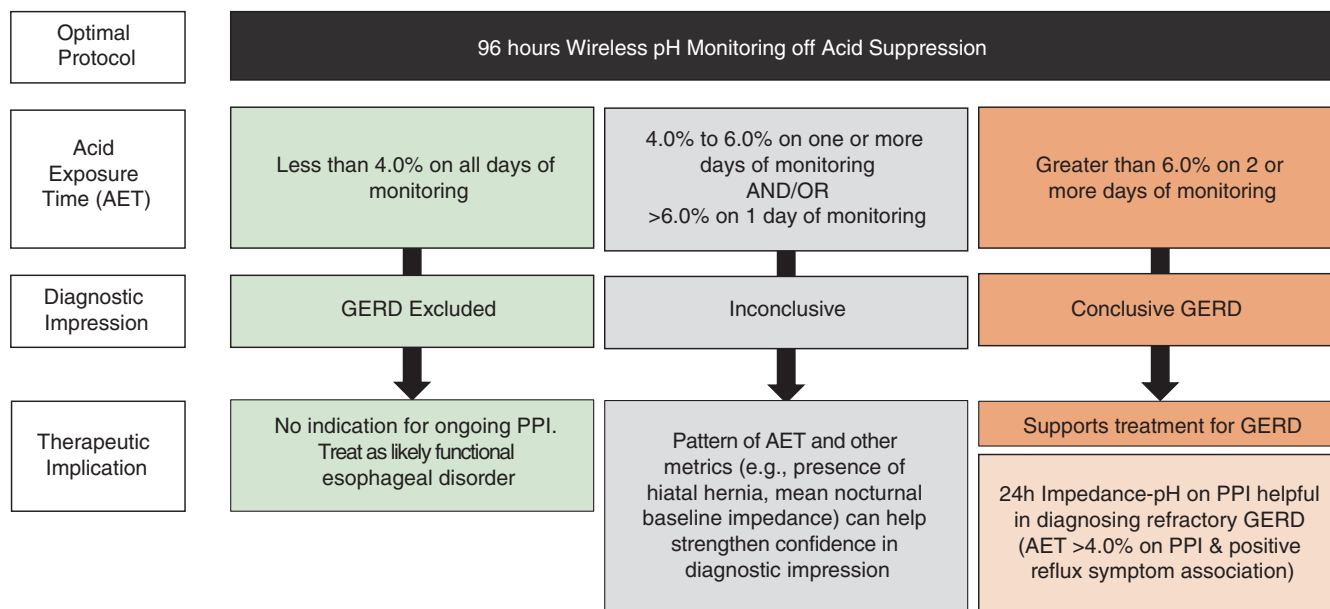 Optimal
Protocol
96 hours Wireless pH Monitoring off Acid Suppression
Acid
Exposure
Time (AET)
Less than 4.0% on all days of
monitoring
4.0% to 6.0% on one or more
days of monitoring
AND/OR
>6.0% on 1 day of monitoring
Greater than 6.0% on 2 or
more days of monitoring
Diagnostic
Impression
GERD Excluded
Inconclusive
Conclusive GERD
Therapeutic
Implication
No indication for ongoing PPI.
Treat as likely functional
esophageal disorder
Pattern of AET and other
metrics (e.g., presence of
hiatal hernia, mean nocturnal
baseline impedance) can help
strengthen confidence in
diagnostic impression
Supports treatment for GERD
24h Impedance-pH on PPI helpful
in diagnosing refractory GERD
(AET >4.0% on PPI & positive
reflux symptom association)